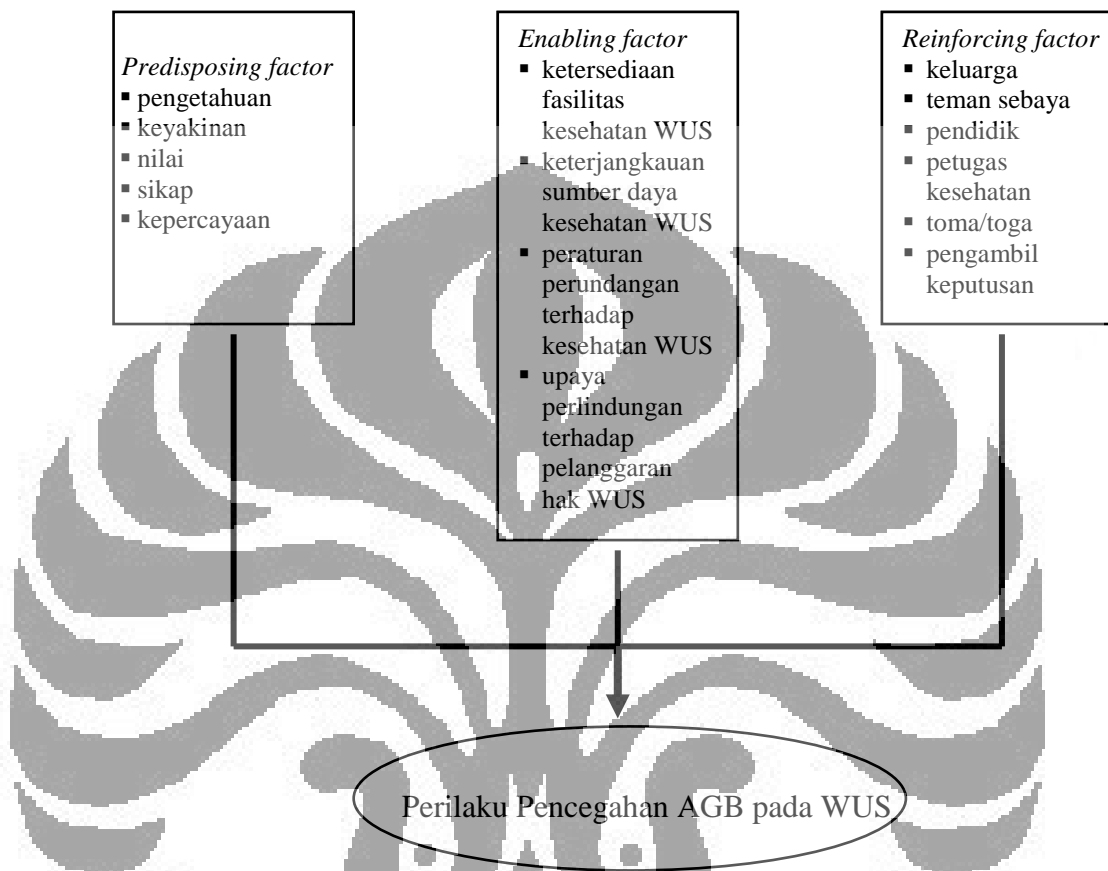 Predisposing factor
▪ pengetahuan
▪ keyakinan
▪ nilai
▪ sikap
▪ kepercayaan
Enabling factor
▪ ketersediaan
fasilitas
kesehatan WUS
▪ keterjangkauan
sumber daya
kesehatan WUS
▪ peraturan
perundangan
terhadap
kesehatan WUS
▪ upaya
perlindungan
terhadap
pelanggaran
hak WUS
Reinforcing factor
▪ keluarga
▪ teman sebaya
▪ pendidik
▪ petugas
kesehatan
▪ toma/toga
▪ pengambil
keputusan
Perilaku Pencegahan AGB pada WUS